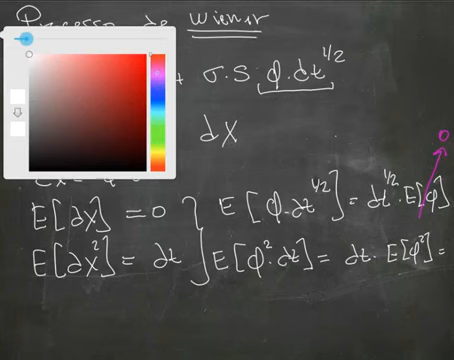 Processo de Wiener
+ σ.S φ.dt^1/2
dX
E[dX] = 0 } E[φ.dt^1/2] = dt^1/2. E[φ] 0
E[dX²] = dt } E[φ².dt] = dt. E[φ²] =